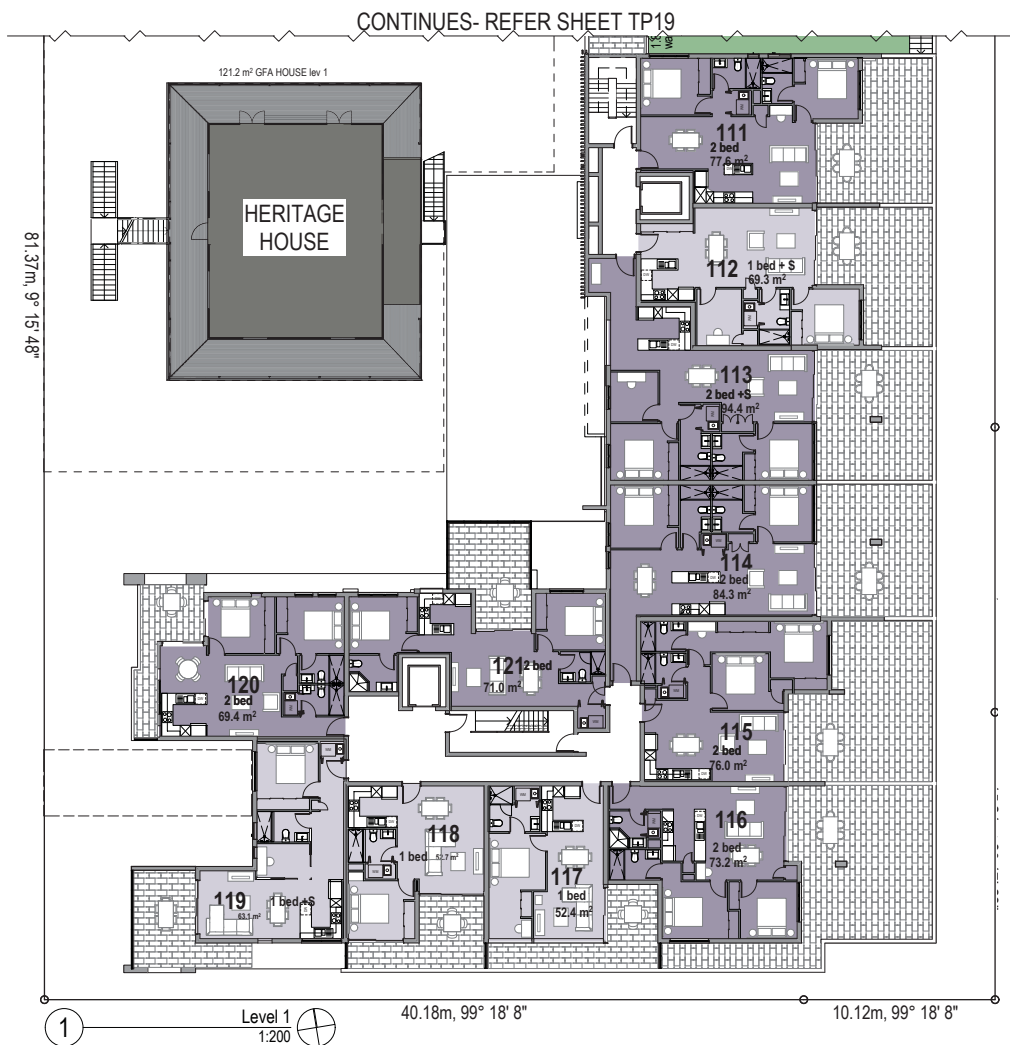 CONTINUES- REFER SHEET TP19
121.2 m² GFA HOUSE lev 1
HERITAGE
HOUSE
81.37m, 9° 15' 48"
111
2 bed
77.6 m²
112
1 bed + S
69.3 m²
113
2 bed +S
94.4 m²
114
2 bed
84.3 m²
121
2 bed
71.0 m²
120
2 bed
69.4 m²
115
2 bed
76.0 m²
116
2 bed
73.2 m²
118
1 bed
52.7 m²
117
1 bed
52.4 m²
119
1 bed +S
63.1 m²
1
Level 1
1:200
40.18m, 99° 18' 8"
10.12m, 99° 18' 8"